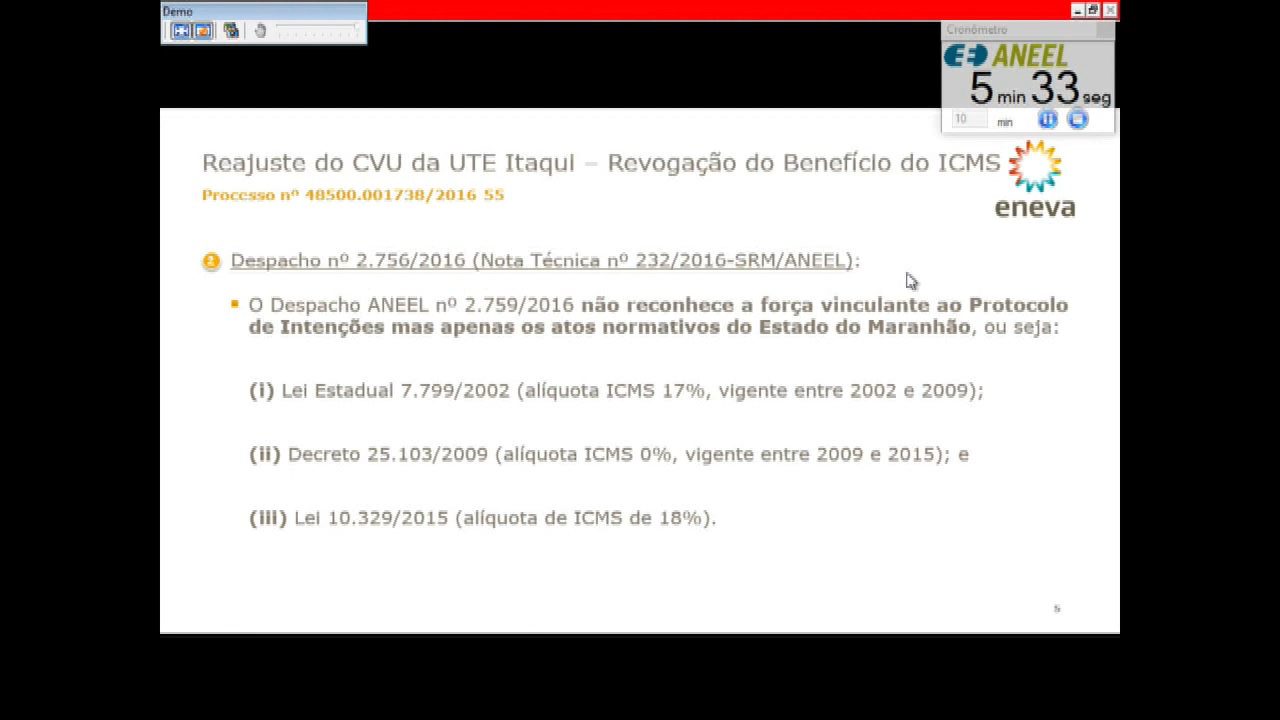 Demo
Cronômetro
ANEEL
5 min 33 seg
10 min
Reajuste do CVU da UTE Itaqui – Revogação do Benefício do ICMS
Processo nº 48500.001738/2016-55
eneva
2 Despacho nº 2.756/2016 (Nota Técnica nº 232/2016-SRM/ANEEL):
O Despacho ANEEL nº 2.759/2016 não reconhece a força vinculante ao Protocolo
de Intenções mas apenas os atos normativos do Estado do Maranhão, ou seja:
(i) Lei Estadual 7.799/2002 (alíquota ICMS 17%, vigente entre 2002 e 2009);
(ii) Decreto 25.103/2009 (alíquota ICMS 0%, vigente entre 2009 e 2015); e
(iii) Lei 10.329/2015 (alíquota de ICMS de 18%).
5